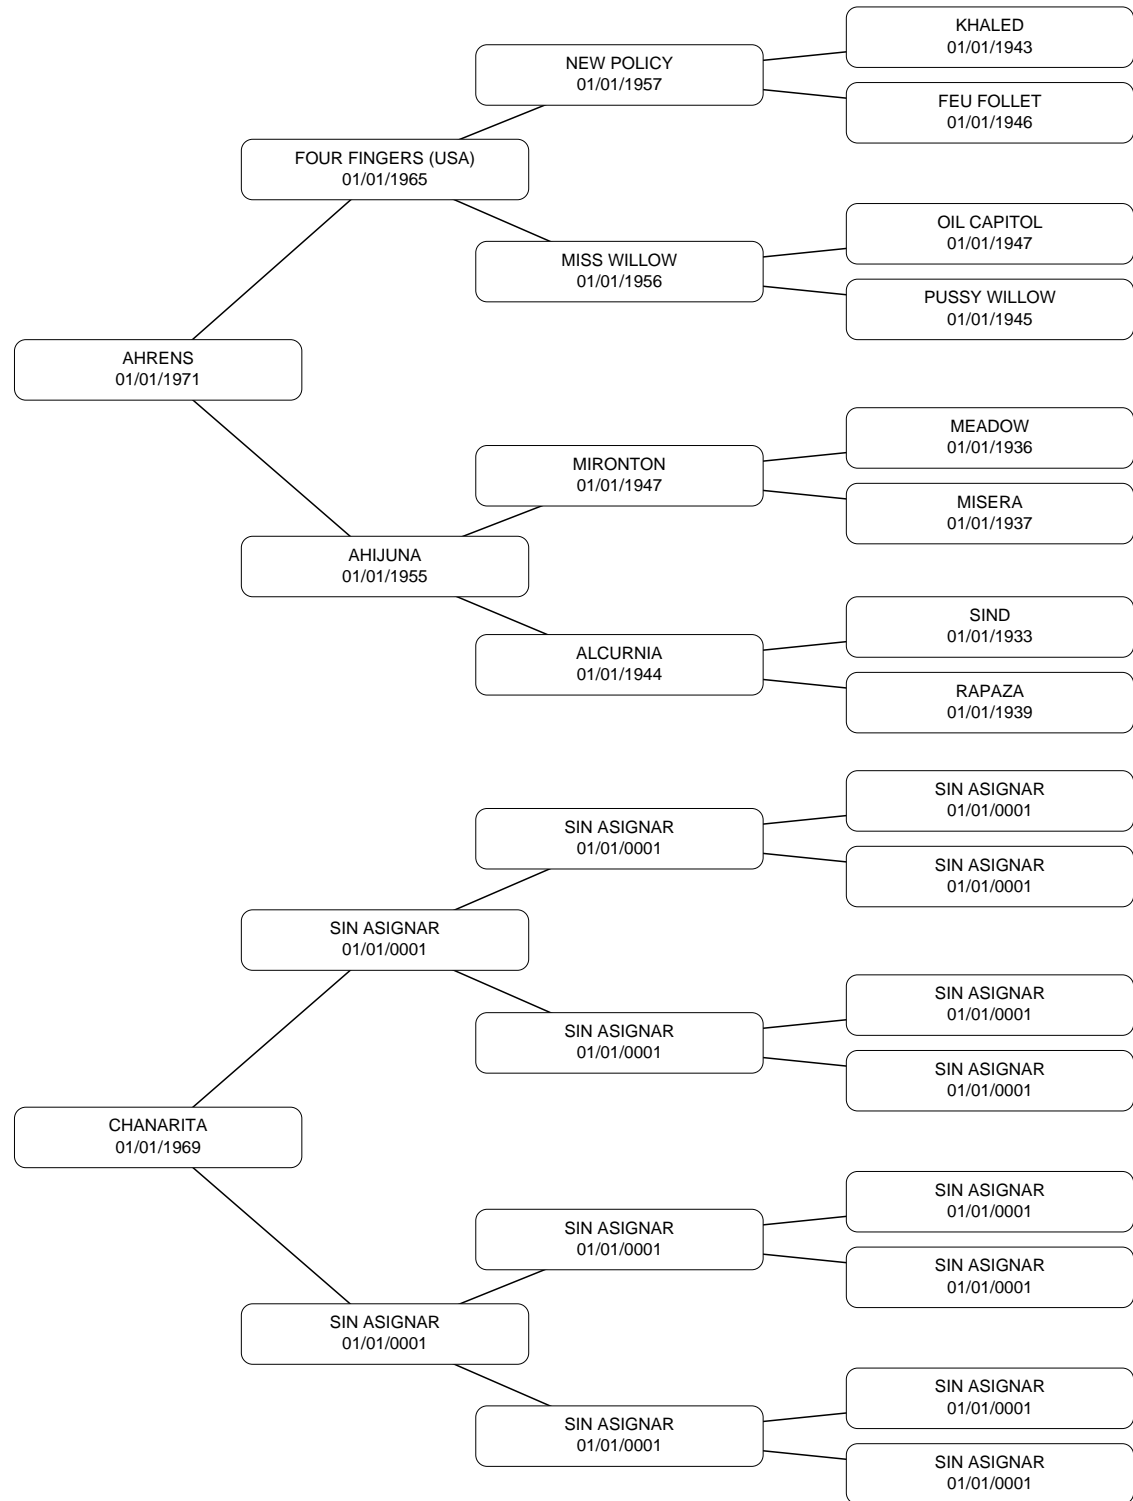 KHALED
01/01/1943
NEW POLICY
01/01/1957
FEU FOLLET
01/01/1946
FOUR FINGERS (USA)
01/01/1965
OIL CAPITOL
01/01/1947
MISS WILLOW
01/01/1956
PUSSY WILLOW
01/01/1945
AHRENS
01/01/1971
MEADOW
01/01/1936
MIRONTON
01/01/1947
MISERA
01/01/1937
AHIJUNA
01/01/1955
SIND
01/01/1933
ALCURNIA
01/01/1944
RAPAZA
01/01/1939
SIN ASIGNAR
01/01/0001
SIN ASIGNAR
01/01/0001
SIN ASIGNAR
01/01/0001
SIN ASIGNAR
01/01/0001
SIN ASIGNAR
01/01/0001
SIN ASIGNAR
01/01/0001
SIN ASIGNAR
01/01/0001
CHANARITA
01/01/1969
SIN ASIGNAR
01/01/0001
SIN ASIGNAR
01/01/0001
SIN ASIGNAR
01/01/0001
SIN ASIGNAR
01/01/0001
SIN ASIGNAR
01/01/0001
SIN ASIGNAR
01/01/0001
SIN ASIGNAR
01/01/0001